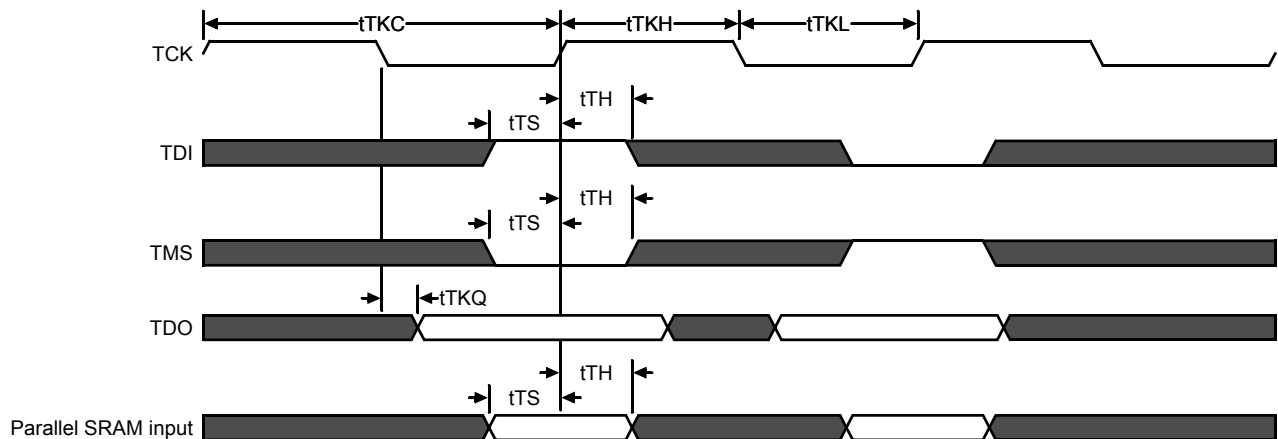 tTKC
tTKH
tTKL
TCK
tTH
tTS
TDI
tTH
tTS
TMS
tTKQ
TDO
tTH
tTS
Parallel SRAM input